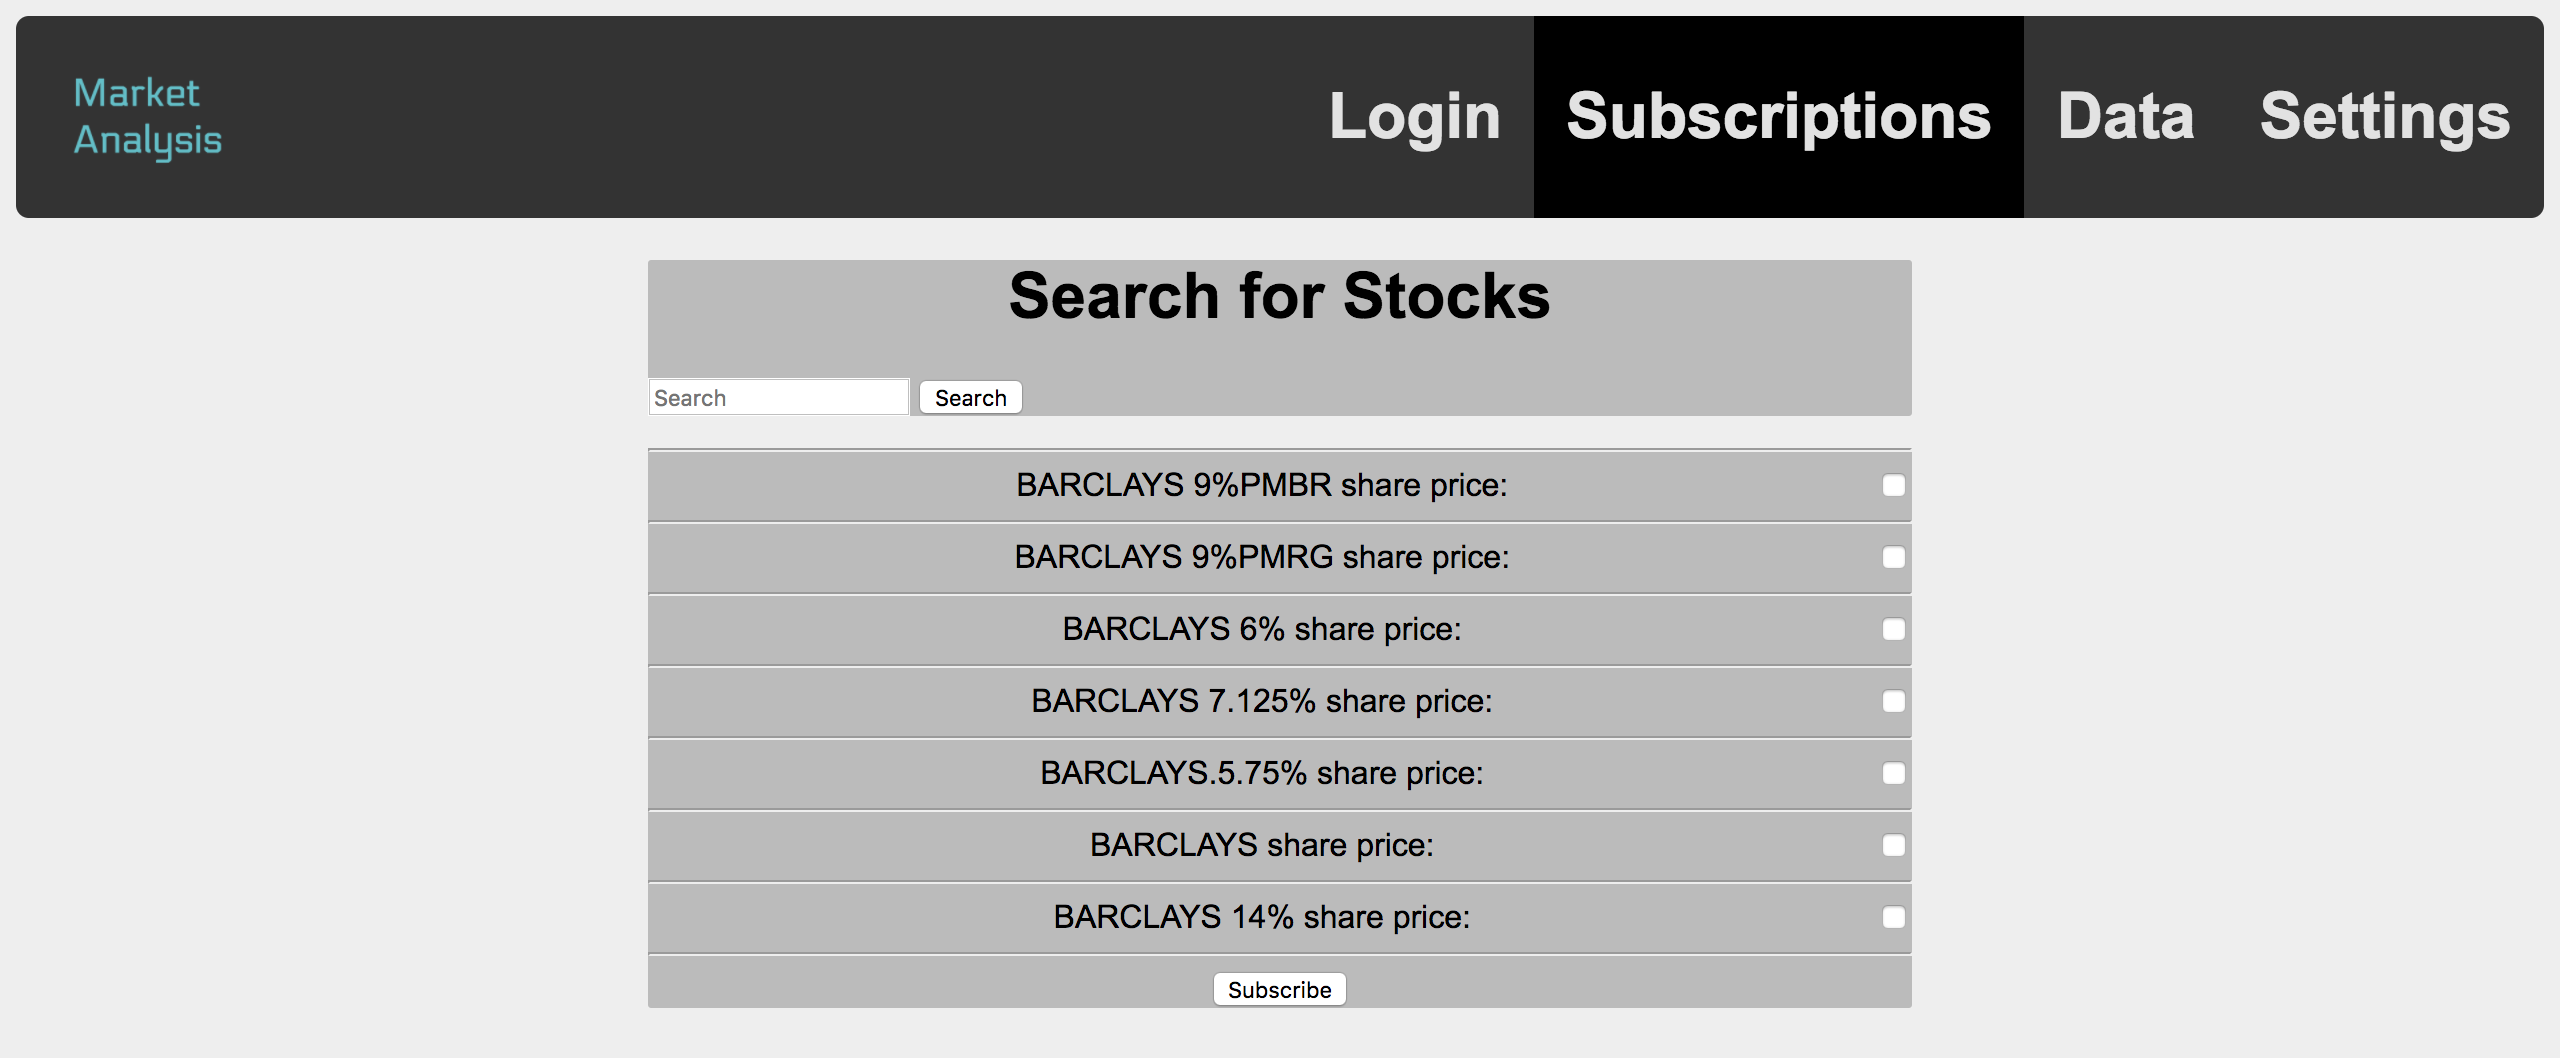 Market
Analysis
Login Subscriptions Data Settings
Search for Stocks
Search Search
BARCLAYS 9%PMBR share price:
BARCLAYS 9%PMRG share price:
BARCLAYS 6% share price:
BARCLAYS 7.125% share price:
BARCLAYS.5.75% share price:
BARCLAYS share price:
BARCLAYS 14% share price:
Subscribe